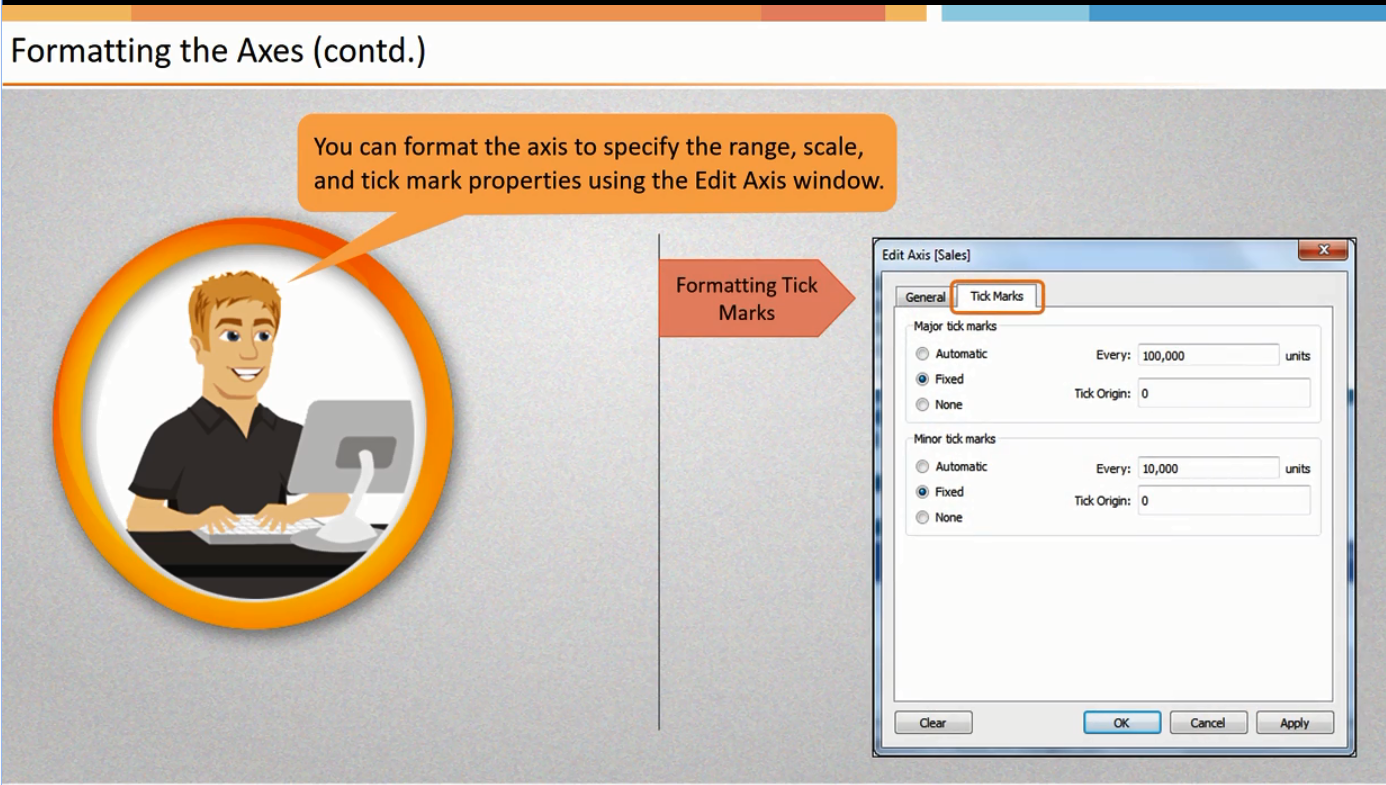 Formatting the Axes (contd.)
You can format the axis to specify the range, scale,
and tick mark properties using the Edit Axis window.
Formatting Tick
Marks
Edit Axis [Sales]
General Tick Marks
Major tick marks
Automatic Every: 100,000 units
Fixed
Tick Origin: 0
None
Minor tick marks
Automatic Every: 10,000 units
Fixed
Tick Origin: 0
None
Clear OK Cancel Apply